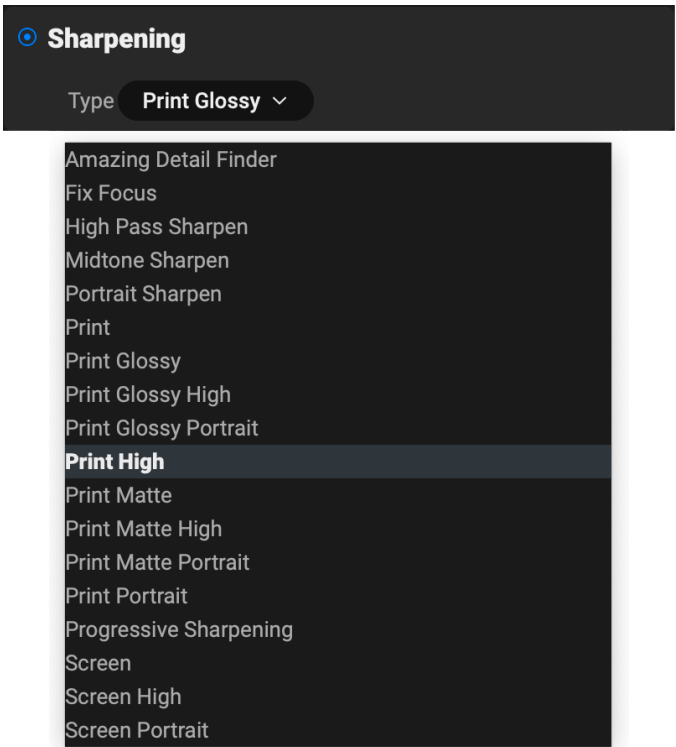 Sharpening
Type Print Glossy
Amazing Detail Finder
Fix Focus
High Pass Sharpen
Midtone Sharpen
Portrait Sharpen
Print
Print Glossy
Print Glossy High
Print Glossy Portrait
Print High
Print Matte
Print Matte High
Print Matte Portrait
Print Portrait
Progressive Sharpening
Screen
Screen High
Screen Portrait